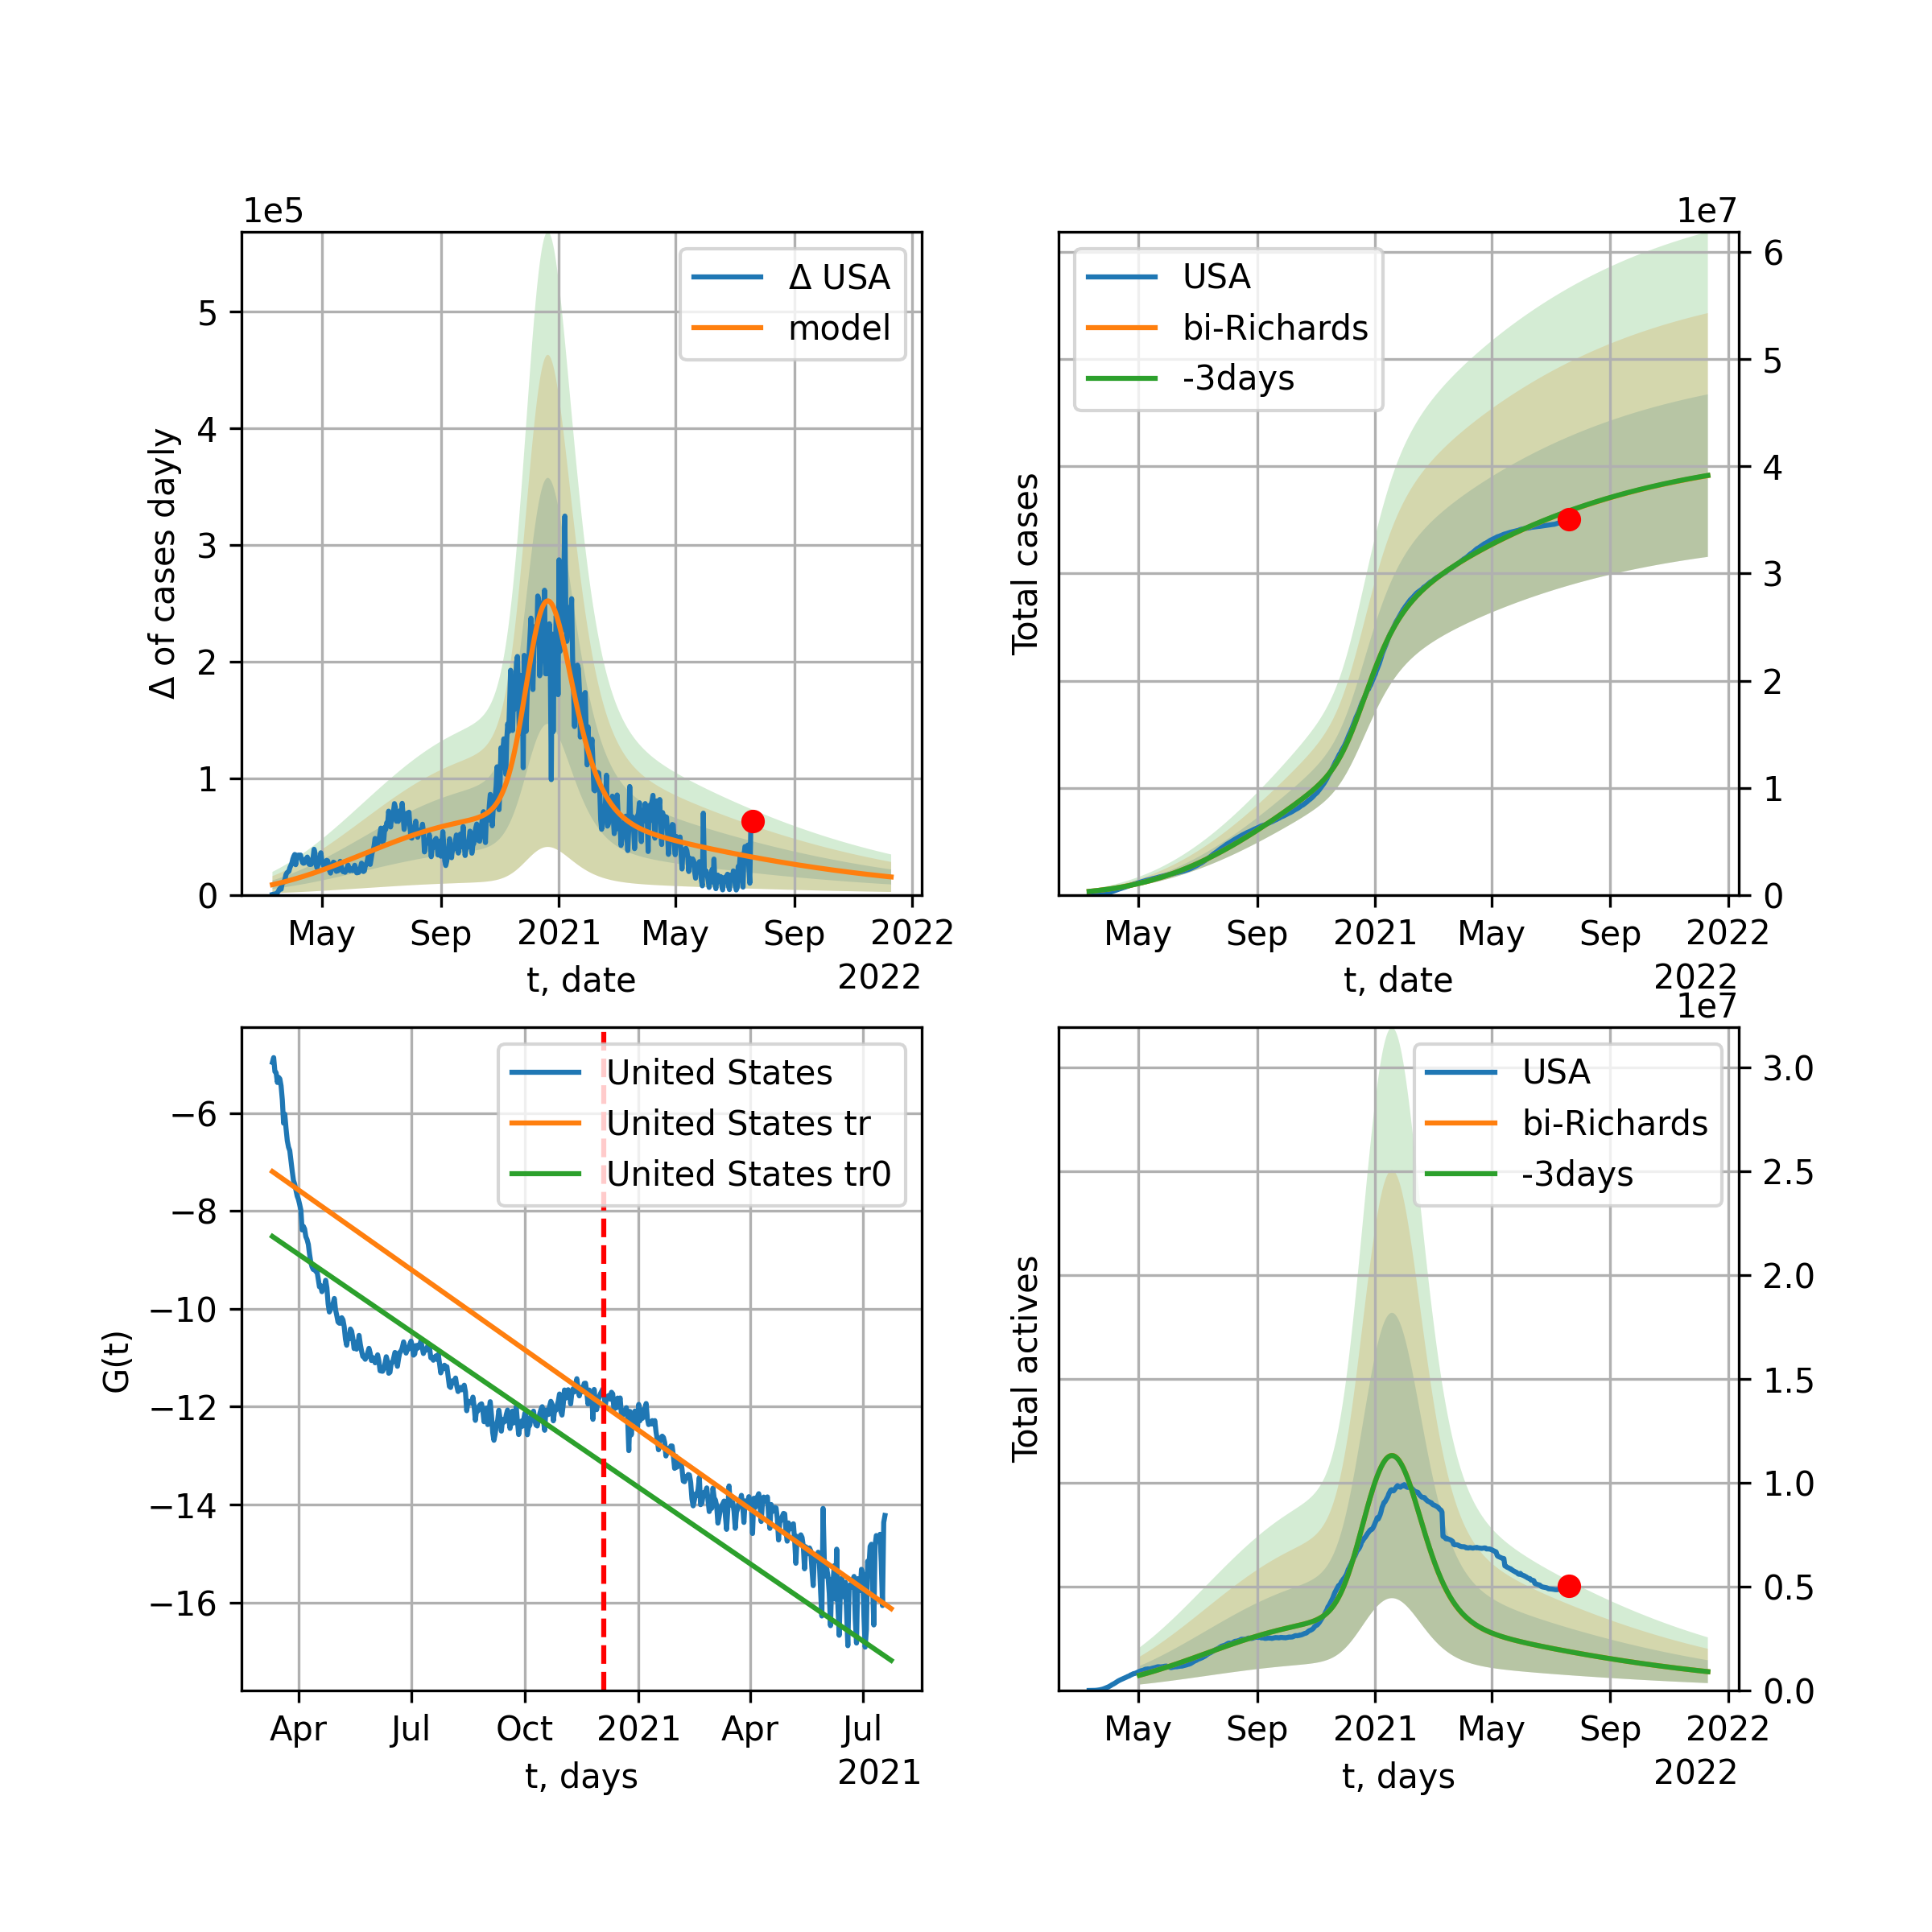 1e5
Δ of cases dayly
5
4
3
2
1
0
Δ USA
model
May Sep 2021 May Sep 2022
t, date
2022
1e7
Total cases
USA
bi-Richards
-3days
6
5
4
3
2
1
0
May Sep 2021 May Sep 2022
t, date
2022
G(t)
−6
−8
−10
−12
−14
−16
United States
United States tr
United States tr0
Apr Jul Oct 2021 Apr Jul
t, days
2021
1e7
Total actives
USA
bi-Richards
-3days
3.0
2.5
2.0
1.5
1.0
0.5
0.0
May Sep 2021 May Sep 2022
t, days
2022